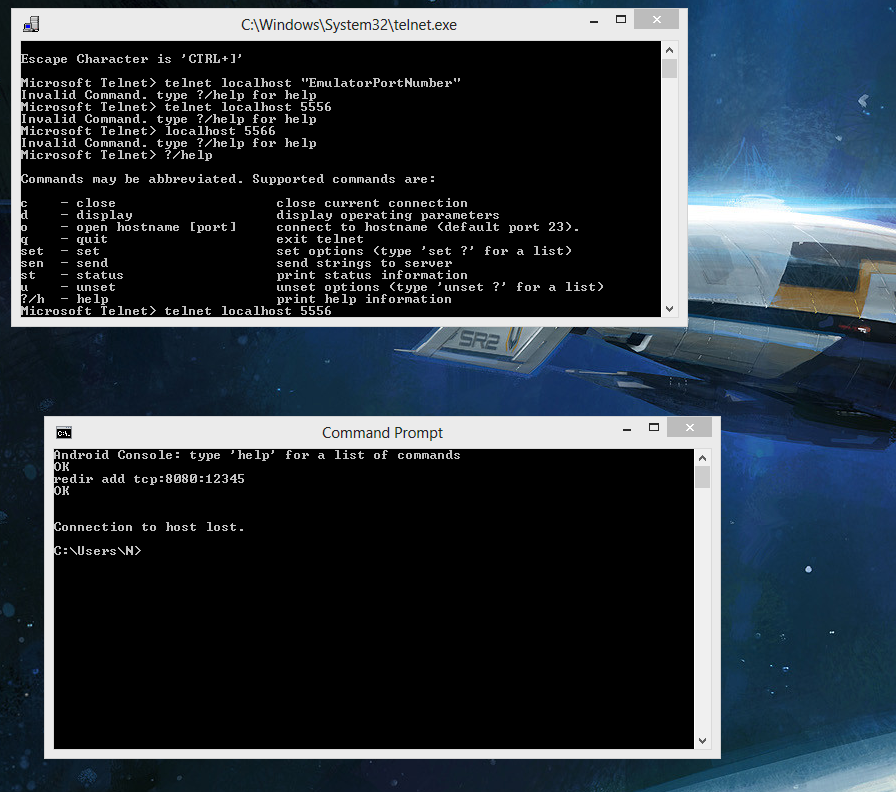 C:\Windows\System32\telnet.exe
Escape Character is 'CTRL+]'
Microsoft Telnet> telnet localhost "EmulatorPortNumber"
Invalid Command. type ?/help for help
Microsoft Telnet> telnet localhost 5556
Invalid Command. type ?/help for help
Microsoft Telnet> localhost 5566
Invalid Command. type ?/help for help
Microsoft Telnet> ?/help
Commands may be abbreviated. Supported commands are:
c - close close current connection
d - display display operating parameters
o - open hostname [port] connect to hostname (default port 23).
q - quit exit telnet
set - set set options (type 'set ?' for a list)
sen - send send strings to server
st - status print status information
u - unset unset options (type 'unset ?' for a list)
?/h - help print help information
Microsoft Telnet> telnet localhost 5556
SR2
C:\.
Command Prompt
Android Console: type 'help' for a list of commands
OK
redir add tcp:8080:12345
OK
Connection to host lost.
C:\Users\N>